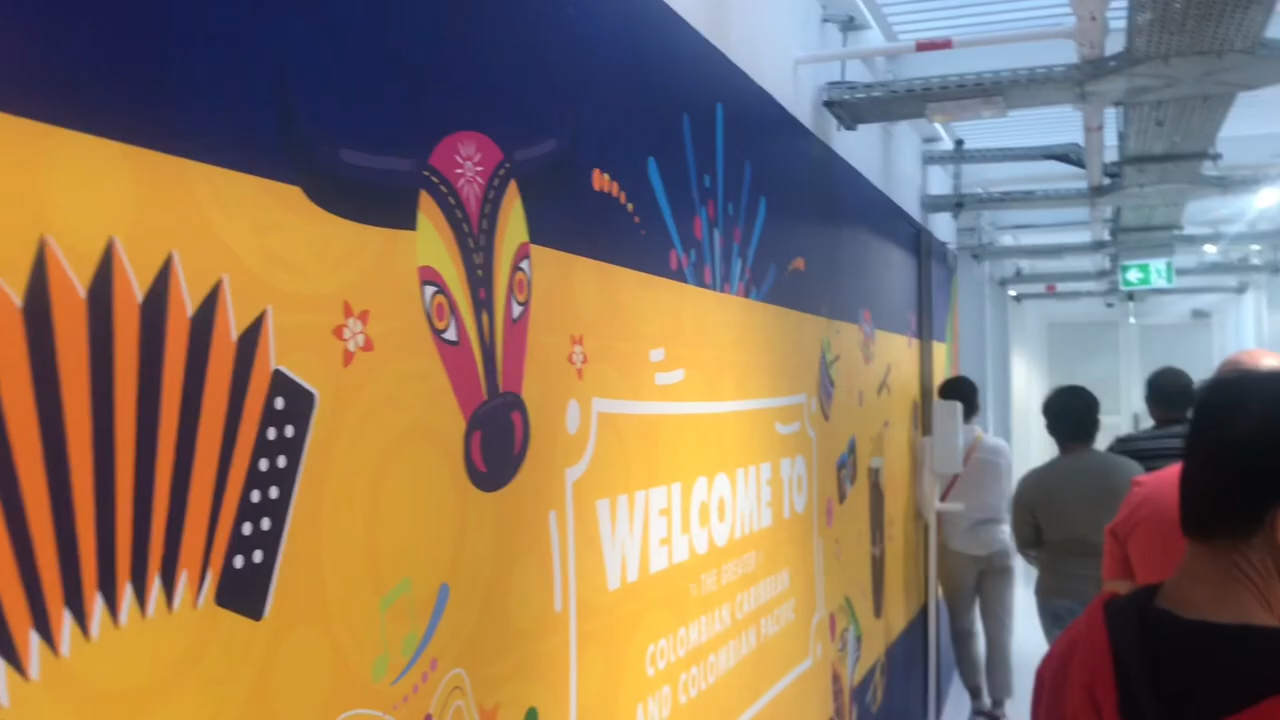 WELCOME TO
THE GREATER
COLOMBIAN CARIBBEAN
AND COLOMBIAN PACIFIC